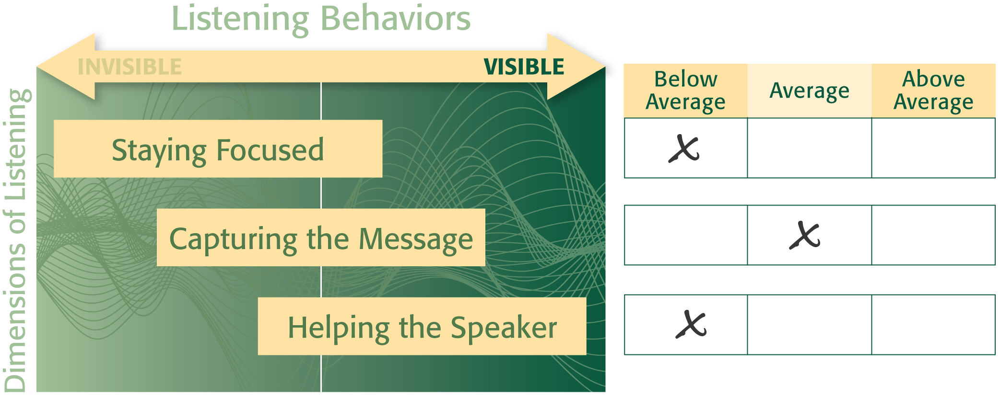 Listening Behaviors
INVISIBLE
VISIBLE
Dimensions of Listening
Staying Focused
Capturing the Message
Helping the Speaker
Below
Average
Average
Above
Average
X
X
X